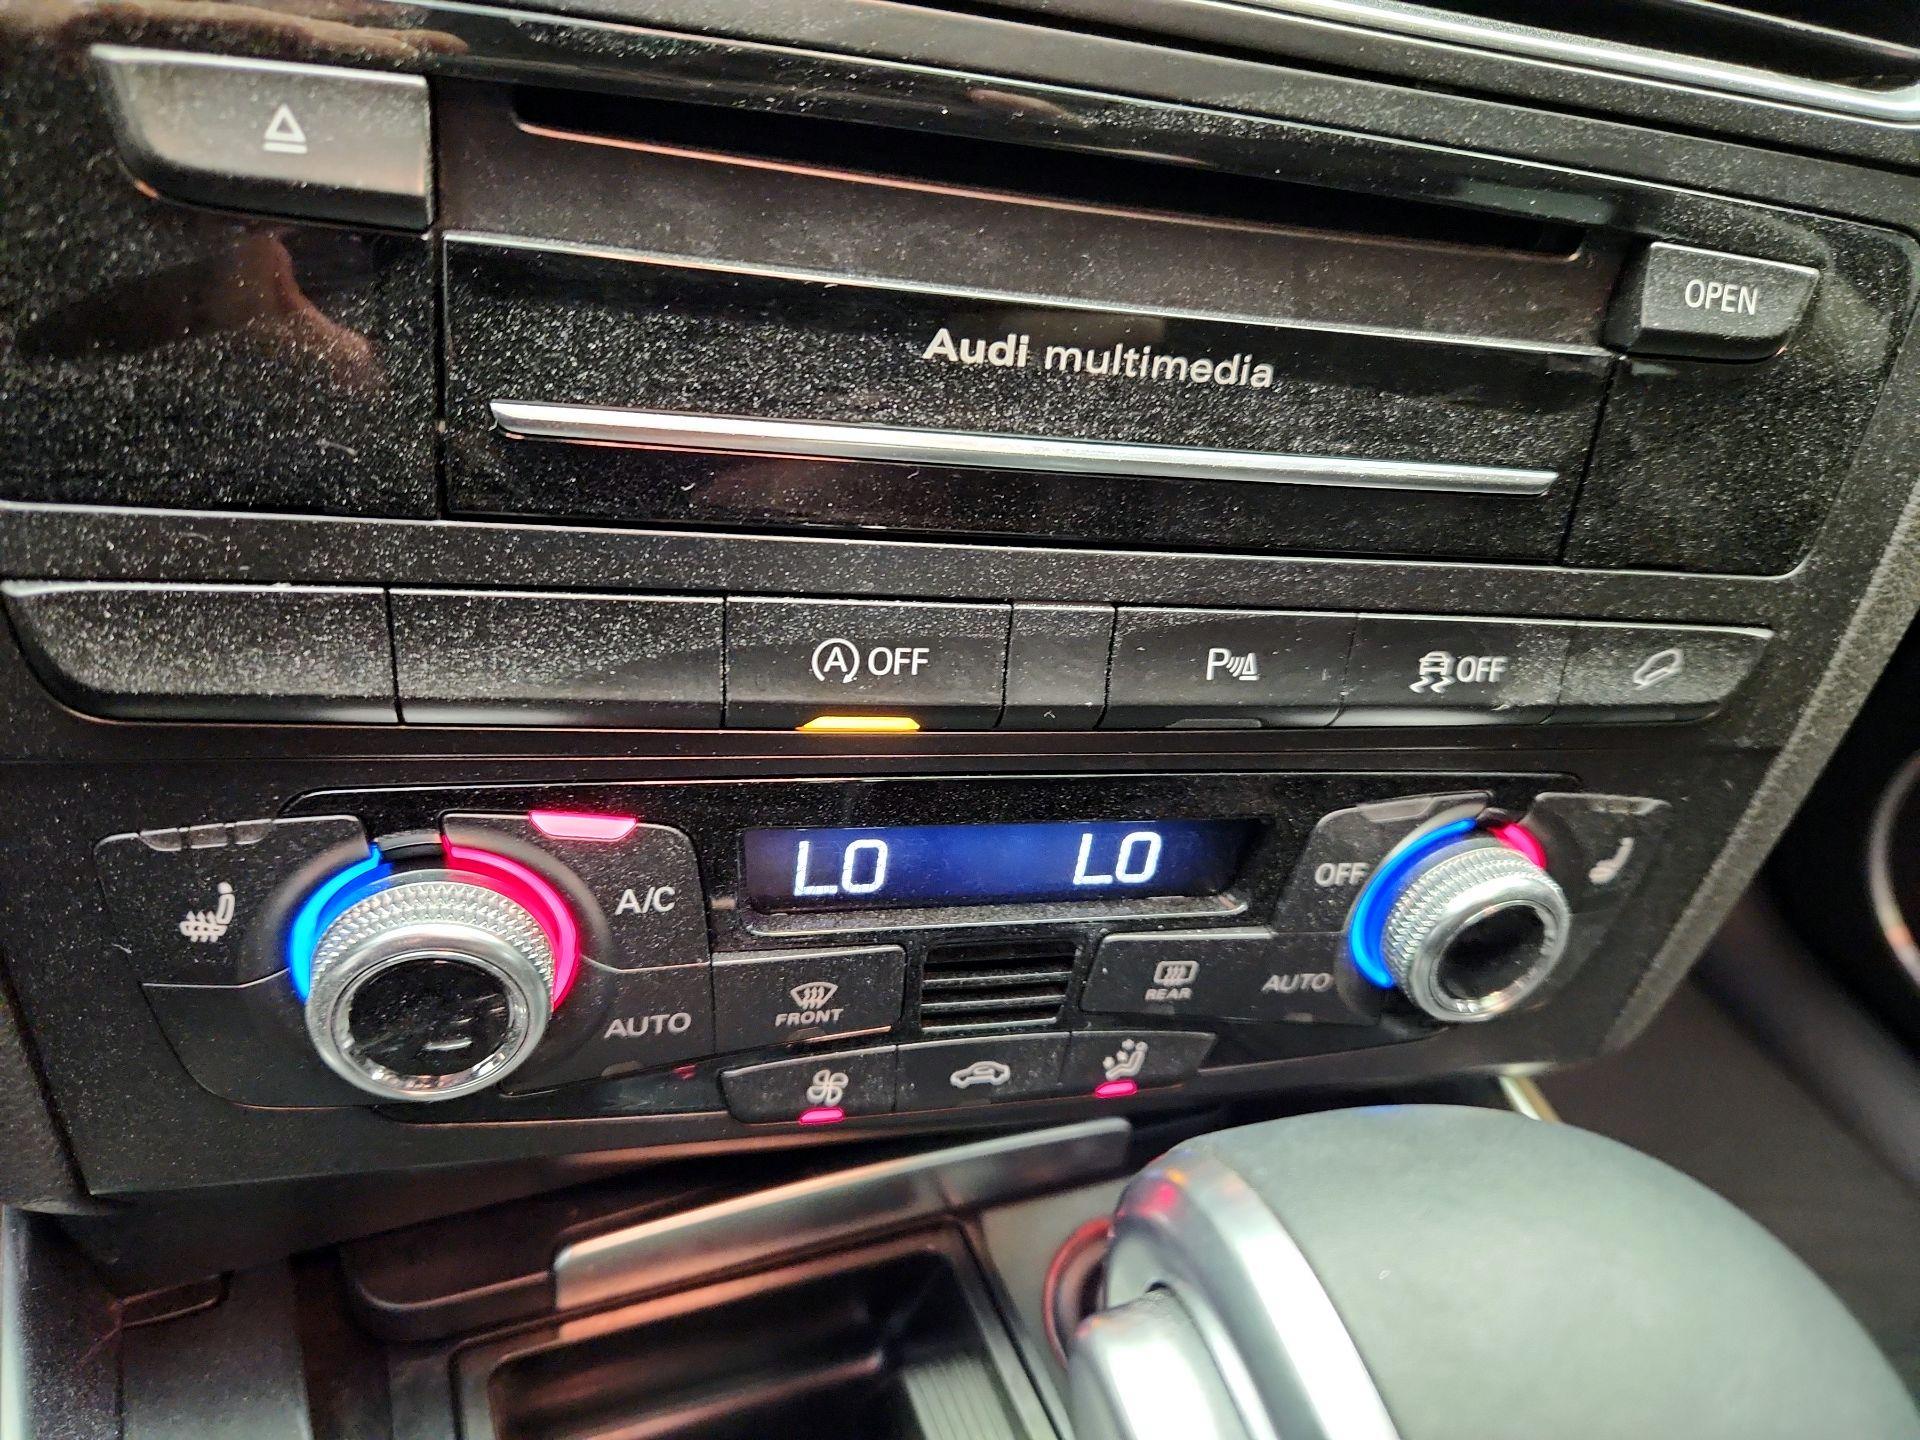 OPEN
Audi multimedia
A OFF
P
OFF
LO LO
A/C
OFF
AUTO
FRONT
REAR
AUTO